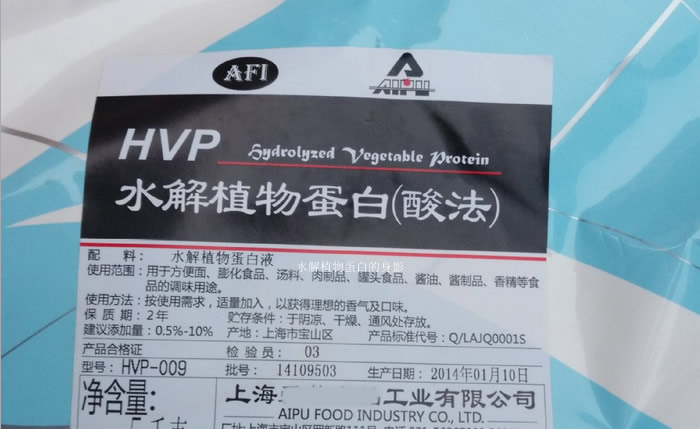 AFI
AIPU
HVP Hydrolyzed Vegetable Protein
水解植物蛋白(酸法)
配 料: 水解植物蛋白液
水解植物蛋白的身影
使用范围: 用于方便面、膨化食品、汤料、肉制品、罐头食品、酱油、酱制品、香精等食
品的调味用途。
使用方法: 按使用需求，适量加入，以获得理想的香气及口味。
保 质 期: 2年 贮存条件: 于阴凉、干燥、通风处存放。
建议添加量: 0.5%-10% 产地: 上海市宝山区 产品标准代号: Q/LAJQ0001S
产品合格证 检 验 员: 03
型号: HVP-009 批号: 14109503 生产日期: 2014年01月10日
净含量: 上海 工业有限公司
AIPU FOOD INDUSTRY CO., LTD.